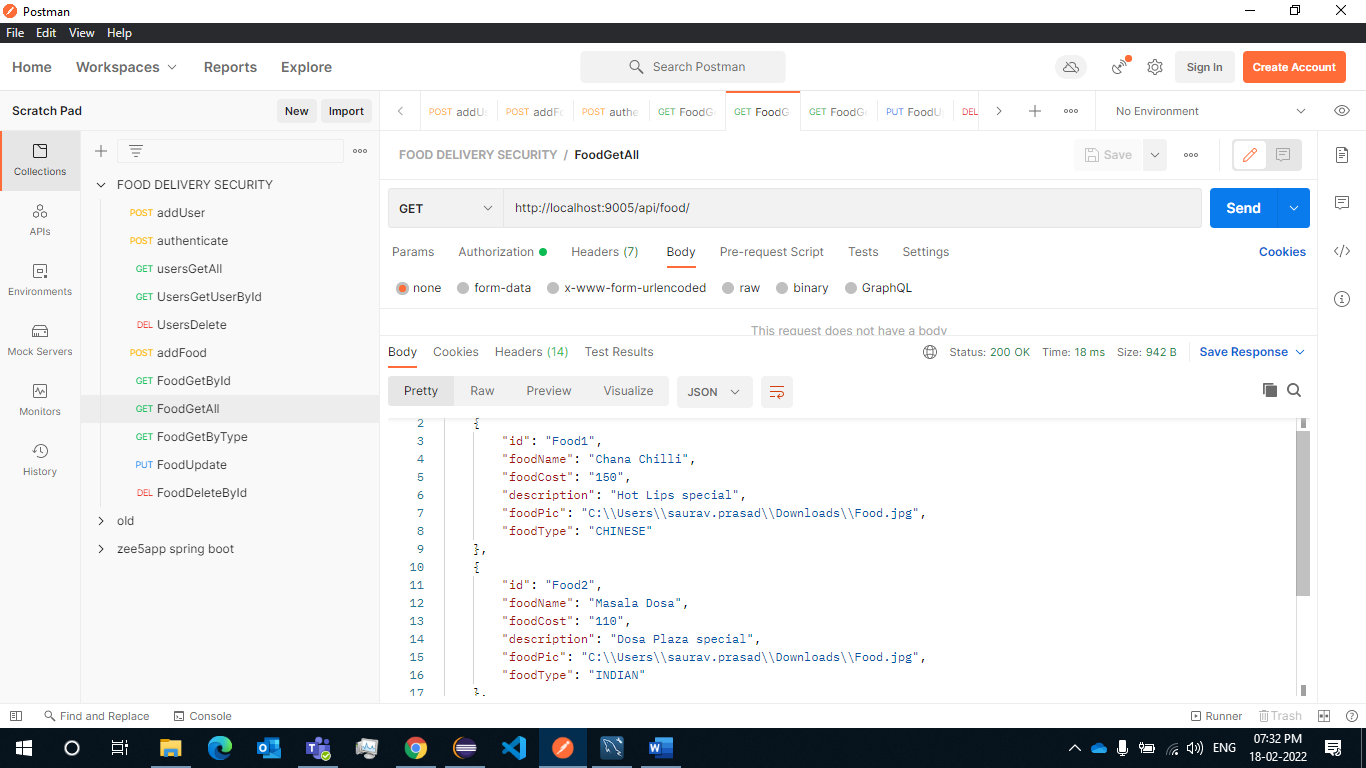 Postman
File Edit View Help
Home Workspaces Reports Explore Search Postman Sign In Create Account
Scratch Pad New Import
POST addU POST addFo POST authe GET FoodG GET FoodG GET FoodG PUT FoodU DEL No Environment
FOOD DELIVERY SECURITY / FoodGetAll Save
Collections
APIs
Environments
Mock Servers
Monitors
History
FOOD DELIVERY SECURITY
POST addUser
POST authenticate
GET usersGetAll
GET UsersGetUserById
DEL UsersDelete
POST addFood
GET FoodGetById
GET FoodGetAll
GET FoodGetByType
PUT FoodUpdate
DEL FoodDeleteById
old
zee5app spring boot
GET http://localhost:9005/api/food/ Send
Params Authorization Headers (7) Body Pre-request Script Tests Settings Cookies
none form-data x-www-form-urlencoded raw binary GraphQL
This request does not have a body
Body Cookies Headers (14) Test Results Status: 200 OK Time: 18 ms Size: 942 B Save Response
Pretty Raw Preview Visualize JSON
2 {
3 "id": "Food1",
4 "foodName": "Chana Chilli",
5 "foodCost": "150",
6 "description": "Hot Lips special",
7 "foodPic": "C:\\Users\\saurav.prasad\\Downloads\\Food.jpg",
8 "foodType": "CHINESE"
9 },
10 {
11 "id": "Food2",
12 "foodName": "Masala Dosa",
13 "foodCost": "110",
14 "description": "Dosa Plaza special",
15 "foodPic": "C:\\Users\\saurav.prasad\\Downloads\\Food.jpg",
16 "foodType": "INDIAN"
17 },
Find and Replace Console Runner Trash
ENG 07:32 PM
18-02-2022